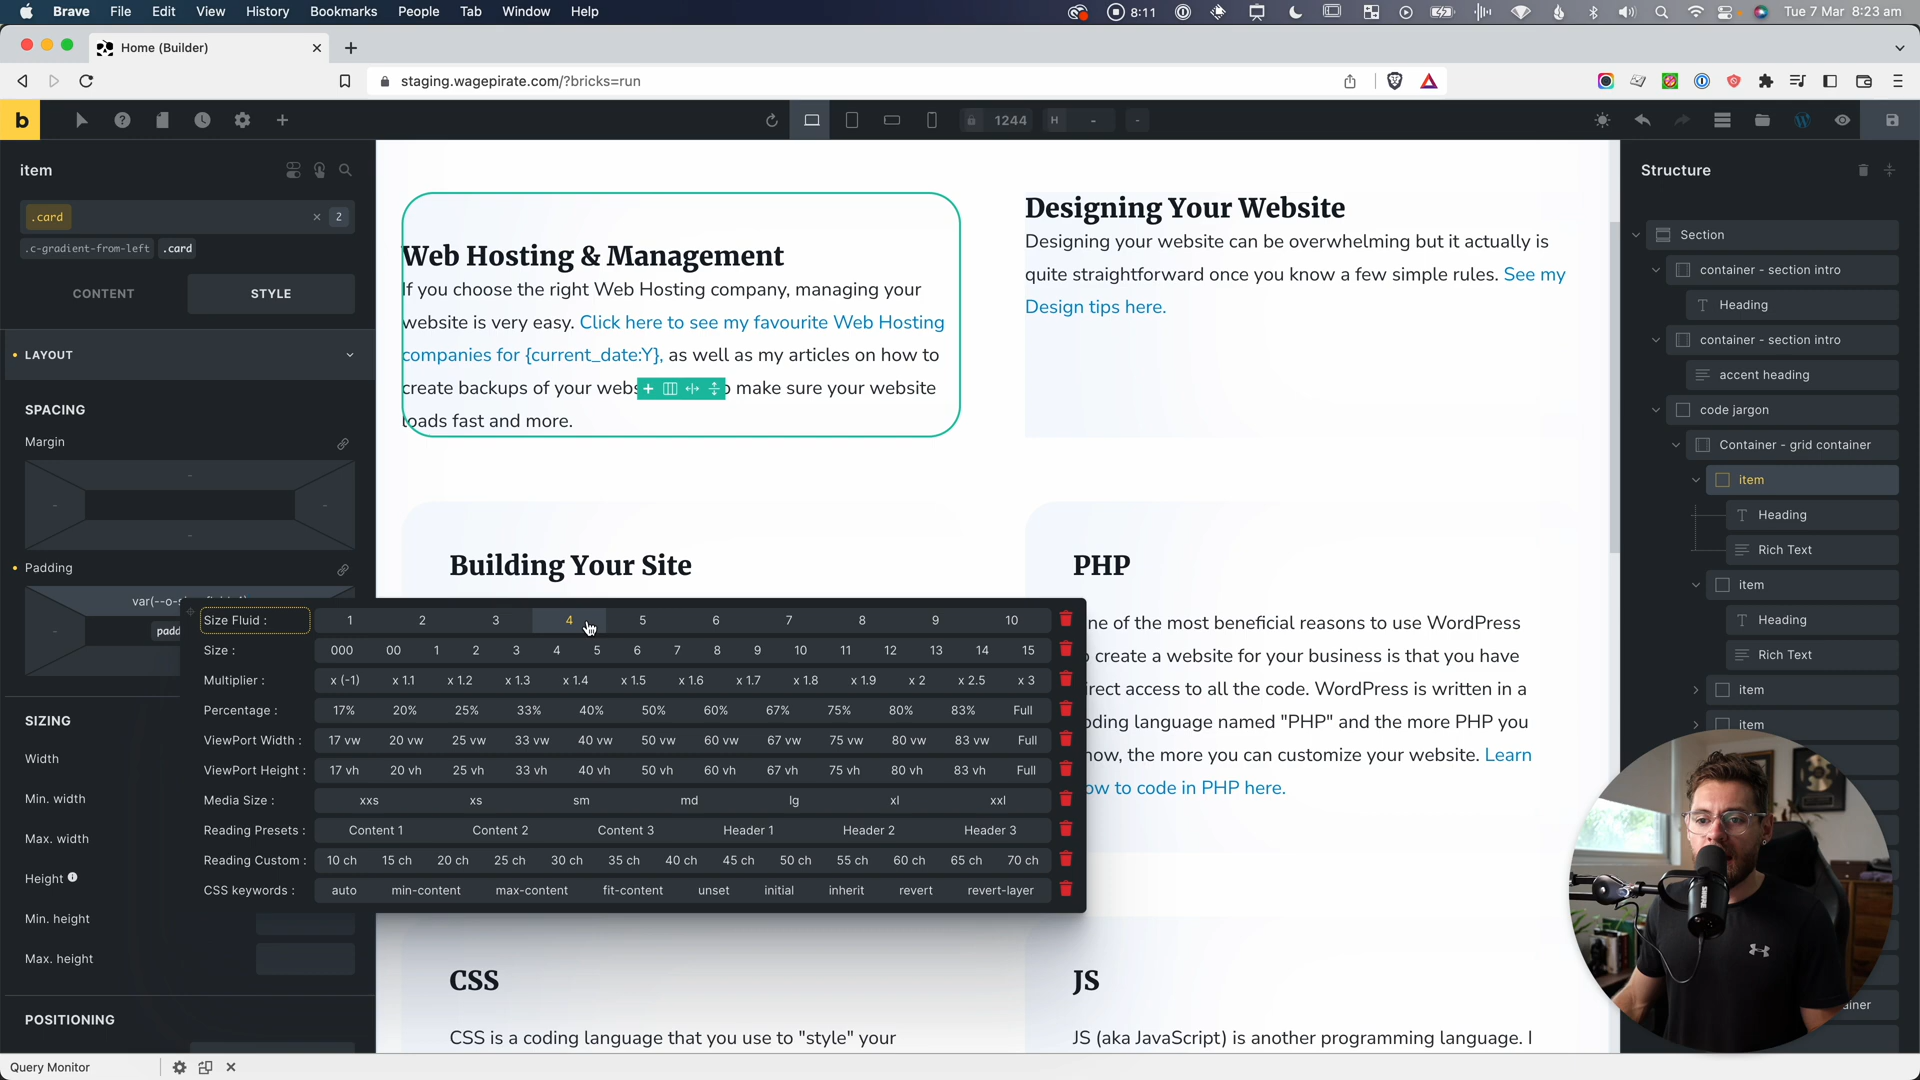 Brave File Edit View History Bookmarks People Tab Window Help 8:11 Tue 7 Mar 8:23 am
Home (Builder)
staging.wagepirate.com/?bricks=run
b 1244 H - -
item
.card × 2
.c-gradient-from-left .card
CONTENT STYLE
LAYOUT
SPACING
Margin
-
- -
-
Padding
padd
SIZING
Width
Min. width
Max. width
Height
Min. height
Max. height
POSITIONING
Web Hosting & Management
If you choose the right Web Hosting company, managing your
website is very easy. Click here to see my favourite Web Hosting
companies for {current_date:Y}, as well as my articles on how to
create backups of your webs make sure your website
loads fast and more.
Designing Your Website
Designing your website can be overwhelming but it actually is
quite straightforward once you know a few simple rules. See my
Design tips here.
Building Your Site
PHP
ne of the most beneficial reasons to use WordPress
create a website for your business is that you have
irect access to all the code. WordPress is written in a
oding language named "PHP" and the more PHP you
now, the more you can customize your website. Learn
ow to code in PHP here.
Size Fluid : 1 2 3 4 5 6 7 8 9 10
Size : 000 00 1 2 3 4 5 6 7 8 9 10 11 12 13 14 15
Multiplier : x (-1) x 1.1 x 1.2 x 1.3 x 1.4 x 1.5 x 1.6 x 1.7 x 1.8 x 1.9 x 2 x 2.5 x 3
Percentage : 17% 20% 25% 33% 40% 50% 60% 67% 75% 80% 83% Full
ViewPort Width : 17 vw 20 vw 25 vw 33 vw 40 vw 50 vw 60 vw 67 vw 75 vw 80 vw 83 vw Full
ViewPort Height : 17 vh 20 vh 25 vh 33 vh 40 vh 50 vh 60 vh 67 vh 75 vh 80 vh 83 vh Full
Media Size : xxs xs sm md lg xl xxl
Reading Presets : Content 1 Content 2 Content 3 Header 1 Header 2 Header 3
Reading Custom : 10 ch 15 ch 20 ch 25 ch 30 ch 35 ch 40 ch 45 ch 50 ch 55 ch 60 ch 65 ch 70 ch
CSS keywords : auto min-content max-content fit-content unset initial inherit revert revert-layer
CSS
CSS is a coding language that you use to "style" your
JS
JS (aka JavaScript) is another programming language. I
Structure
Section
container - section intro
Heading
container - section intro
accent heading
code jargon
Container - grid container
item
Heading
Rich Text
item
Heading
Rich Text
item
item
ainer
Query Monitor